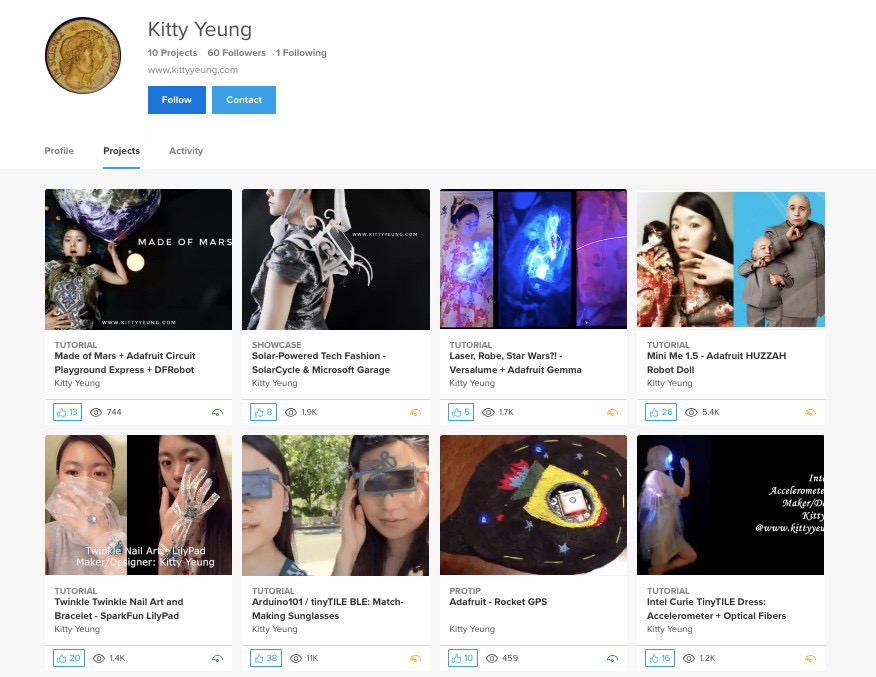 Kitty Yeung
10 Projects 60 Followers 1 Following
www.kittyyeung.com
Follow Contact
Profile Projects Activity
MADE OF MARS
WWW.KITTYYEUNG.COM
TUTORIAL
Made of Mars + Adafruit Circuit
Playground Express + DFRobot
Kitty Yeung
13 744
WWW.KITTYYEUNG.COM
SHOWCASE
Solar-Powered Tech Fashion -
SolarCycle & Microsoft Garage
Kitty Yeung
8 1.9K
TUTORIAL
Laser, Robe, Star Wars?! -
Versalume + Adafruit Gemma
Kitty Yeung
5 1.7K
TUTORIAL
Mini Me 1.5 - Adafruit HUZZAH
Robot Doll
Kitty Yeung
26 5.4K
Twinkle Nail Art - LilyPad
Maker/Designer: Kitty Yeung
TUTORIAL
Twinkle Twinkle Nail Art and
Bracelet - SparkFun LilyPad
Kitty Yeung
20 1.4K
TUTORIAL
Arduino101 / tinyTILE BLE: Match-
Making Sunglasses
Kitty Yeung
38 11K
PROTIP
Adafruit - Rocket GPS
Kitty Yeung
10 459
Inte
Acceleromete
Maker/De
Kitty
@www.kittyyeu
TUTORIAL
Intel Curie TinyTILE Dress:
Accelerometer + Optical Fibers
Kitty Yeung
16 1.2K